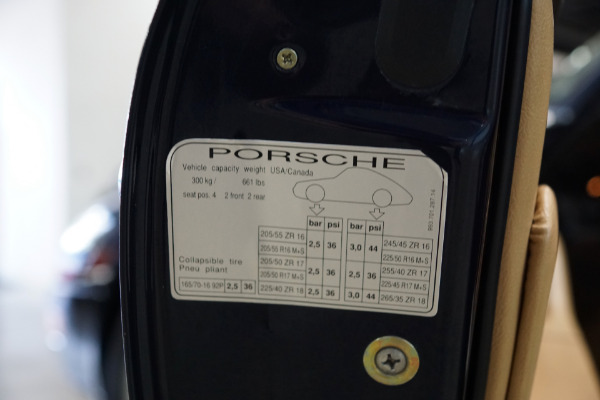 PORSCHE
Vehicle capacity weight USA/Canada
300 kg / 661 lbs
seat pos. 4 2 front 2 rear
bar psi bar psi
205/55 ZR 16 2,5 36 3,0 44 245/45 ZR 16
205/55 R16 M+S 225/50 R16 M+S
205/50 ZR 17 2,5 36 2,5 36 255/40 ZR 17
205/50 R17 M+S 225/45 R17 M+S
225/40 ZR 18 2,5 36 3,0 44 265/35 ZR 18
Collapsible tire
Pneu pliant
165/70-16 92P 2,5 36